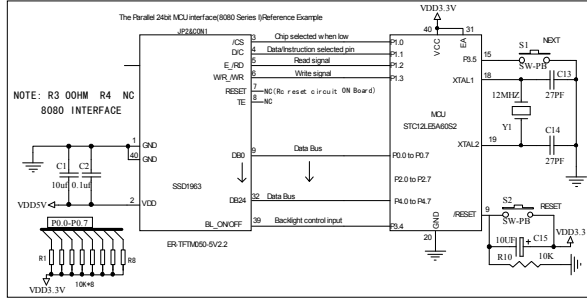 The Parallel 24bit MCU interface(8080 Series I)Reference Example
JP2&CON1
VDD3.3V
40
31
VCC
EA
/CS 3 Chip selected when low P1.0
D/C 4 Data/Instruction selected pin P1.1
E_/RD 5 Read signal P1.2
WR_/WR 6 Write signal P1.3
RESET 7 NC(Rc reset circuit ON Board)
TE 8 NC
P3.5 15
S1 NEXT
SW-PB
XTAL1 18
C13
27PF
12MHZ
Y1
XTAL2 19
C14
27PF
NOTE: R3 0OHM R4 NC
8080 INTERFACE
MCU
STC12LE5A60S2
1 GND
40 GND
C1 C2
10uf 0.1uf
VDD5V 2 VDD
SSD1963
DB0 9 Data Bus P0.0 to P0.7
P2.0 to P2.7
DB24 32 Data Bus P4.0 to P4.7
BL_ON/OFF 39 Backlight control input P3.4
ER-TFTM050-5V2.2
GND
20
/RESET 9
S2 RESET
SW-PB
10UF + C15 VDD3.3
R10 10K
P0.0-P0.7
R1 R8
10K*8
VDD3.3V